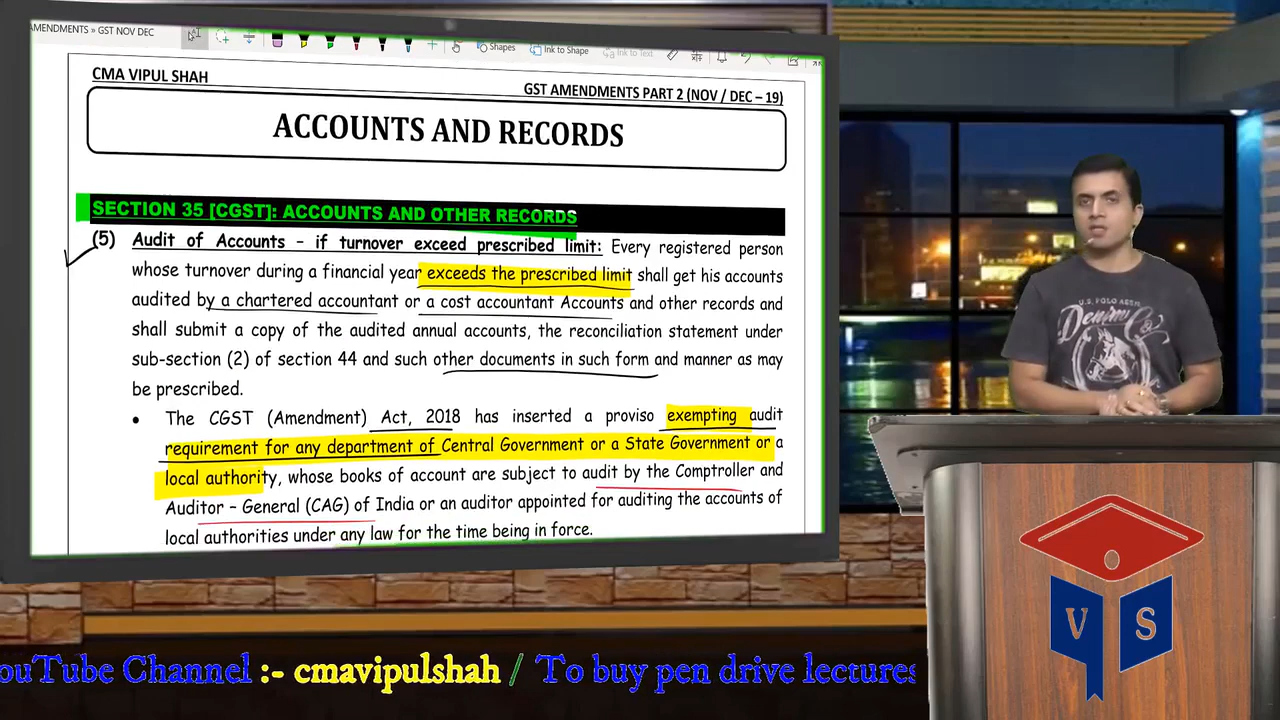 AMENDMENTS » GST NOV DEC
Shapes
Ink to Shape
Ink to Text
CMA VIPUL SHAH
GST AMENDMENTS PART 2 (NOV / DEC – 19)
ACCOUNTS AND RECORDS
SECTION 35 [CGST]: ACCOUNTS AND OTHER RECORDS
(5) Audit of Accounts – if turnover exceed prescribed limit: Every registered person
whose turnover during a financial year exceeds the prescribed limit shall get his accounts
audited by a chartered accountant or a cost accountant Accounts and other records and
shall submit a copy of the audited annual accounts, the reconciliation statement under
sub-section (2) of section 44 and such other documents in such form and manner as may
be prescribed.
• The CGST (Amendment) Act, 2018 has inserted a proviso exempting audit
requirement for any department of Central Government or a State Government or a
local authority, whose books of account are subject to audit by the Comptroller and
Auditor – General (CAG) of India or an auditor appointed for auditing the accounts of
local authorities under any law for the time being in force.
U.S. POLO ASSN.
Denim Co
V S
ouTube Channel :- cmavipulshah / To buy pen drive lectures